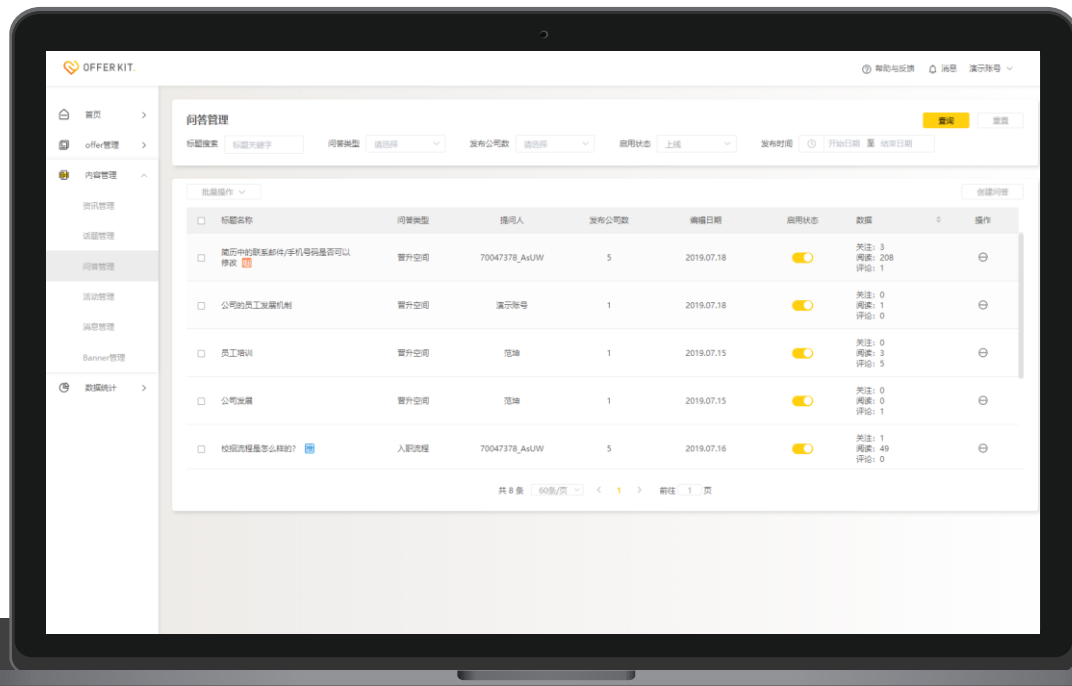 OFFER KIT.
帮助与反馈 消息 演示账号
首页
offer管理
内容管理
资讯管理
话题管理
问答管理
活动管理
消息管理
Banner管理
数据统计
问答管理
查询 重置
标题搜索 标题关键字 问答类型 请选择 发布公司数 请选择 启用状态 上线 发布时间 开始日期 至 结束日期
批量操作 创建问答
标题名称 问答类型 提问人 发布公司数 编辑日期 启用状态 数据 操作
简历中的联系邮件/手机号码是否可以
修改 晋升空间 70047378_AsUW 5 2019.07.18 关注: 3
阅读: 208
评论: 1
公司的员工发展机制 晋升空间 演示账号 1 2019.07.18 关注: 0
阅读: 1
评论: 0
员工培训 晋升空间 范坤 1 2019.07.15 关注: 0
阅读: 3
评论: 5
公司发展 晋升空间 范坤 1 2019.07.15 关注: 0
阅读: 0
评论: 1
校招流程是怎么样的? 入职流程 70047378_AsUW 5 2019.07.16 关注: 1
阅读: 49
评论: 0
共 8 条 60条/页 1 前往 1 页